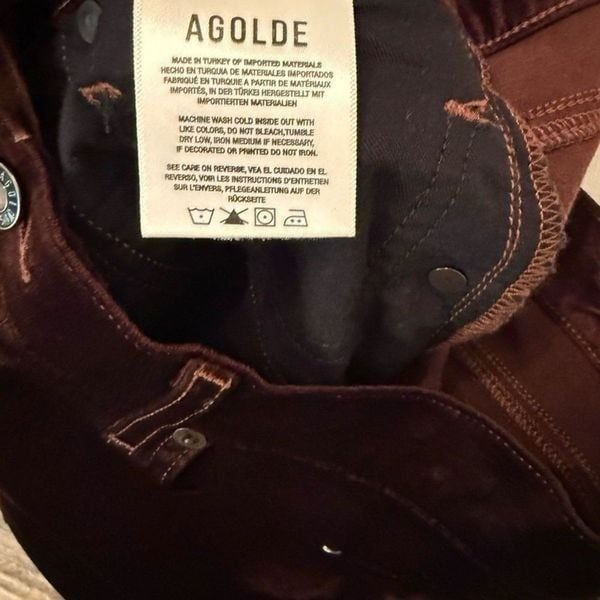 AGOLDE
MADE IN TURKEY OF IMPORTED MATERIALS
HECHO EN TURQUIA DE MATERIALES IMPORTADOS
FABRIQUÉ EN TURQUIE A PARTIR DE MATÉRIAUX
IMPORTÉS, IN DER TÜRKEI HERGESTELLT MIT
IMPORTIERTEN MATERIALIEN
MACHINE WASH COLD INSIDE OUT WITH
LIKE COLORS, DO NOT BLEACH,TUMBLE
DRY LOW, IRON MEDIUM IF NECESSARY,
IF DECORATED OR PRINTED DO NOT IRON.
SEE CARE ON REVERSE, VEA EL CUIDADO EN EL
REVERSO, VOIR LES INSTRUCTIONS D'ENTRETIEN
SUR L'ENVERS, PFLEGEANLEITUNG AUF DER
RÜCKSEITE